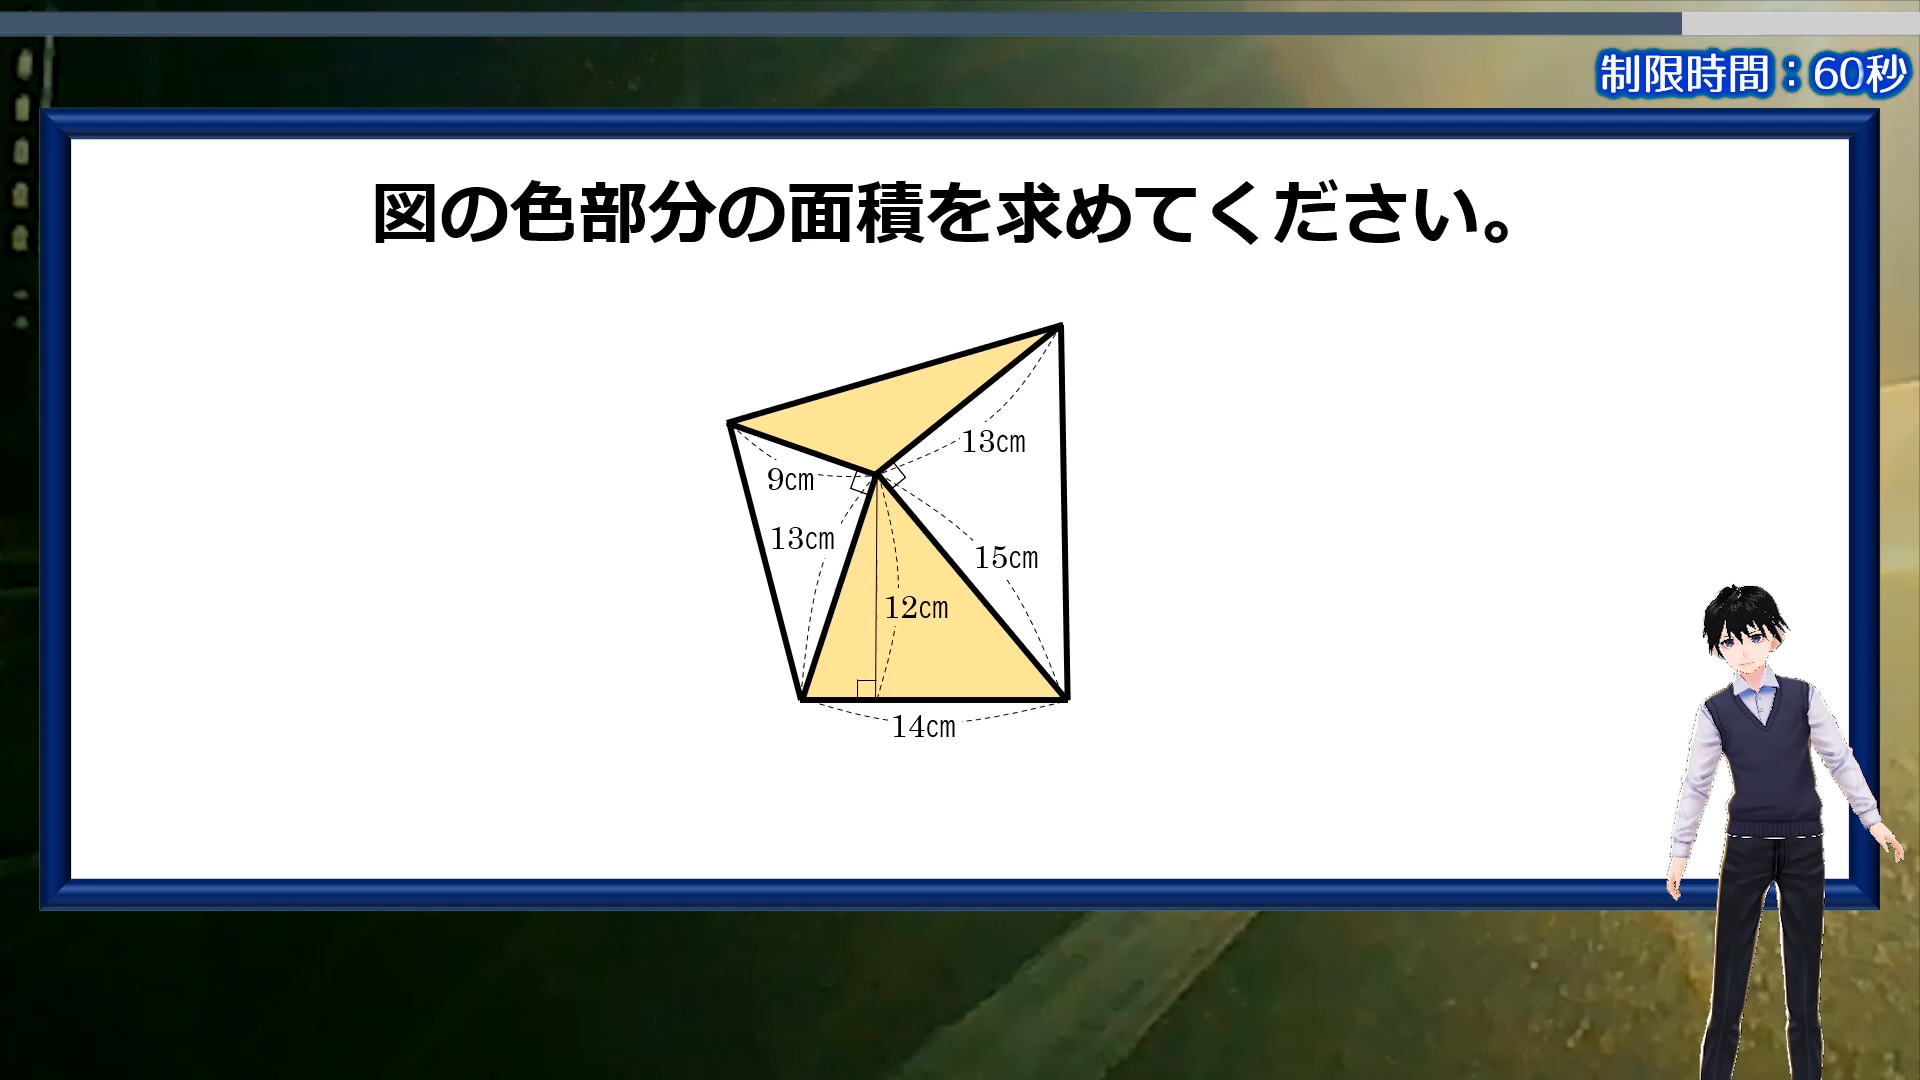 制限時間：60秒
図の色部分の面積を求めてください。
13cm
9cm
13cm
15cm
12cm
14cm